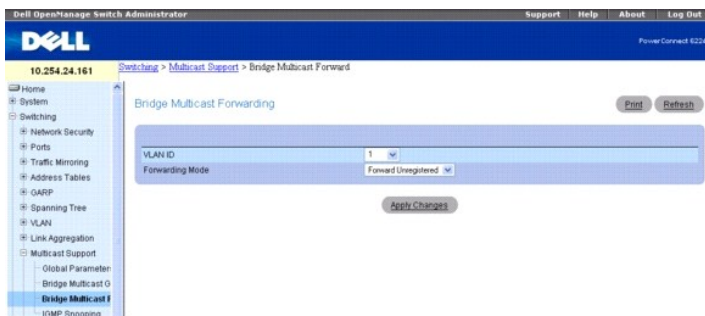 Dell OpenManage Switch Administrator Support Help About Log Out
DELL
PowerConnect 6224
10.254.24.161
Switching > Multicast Support > Bridge Multicast Forward
Home
System
Switching
Network Security
Ports
Traffic Mirroring
Address Tables
GARP
Spanning Tree
VLAN
Link Aggregation
Multicast Support
Global Parameter
Bridge Multicast G
Bridge Multicast F
IGMP Snooping
Bridge Multicast Forwarding
Print Refresh
VLAN ID 1
Forwarding Mode Forward Unregistered
Apply Changes